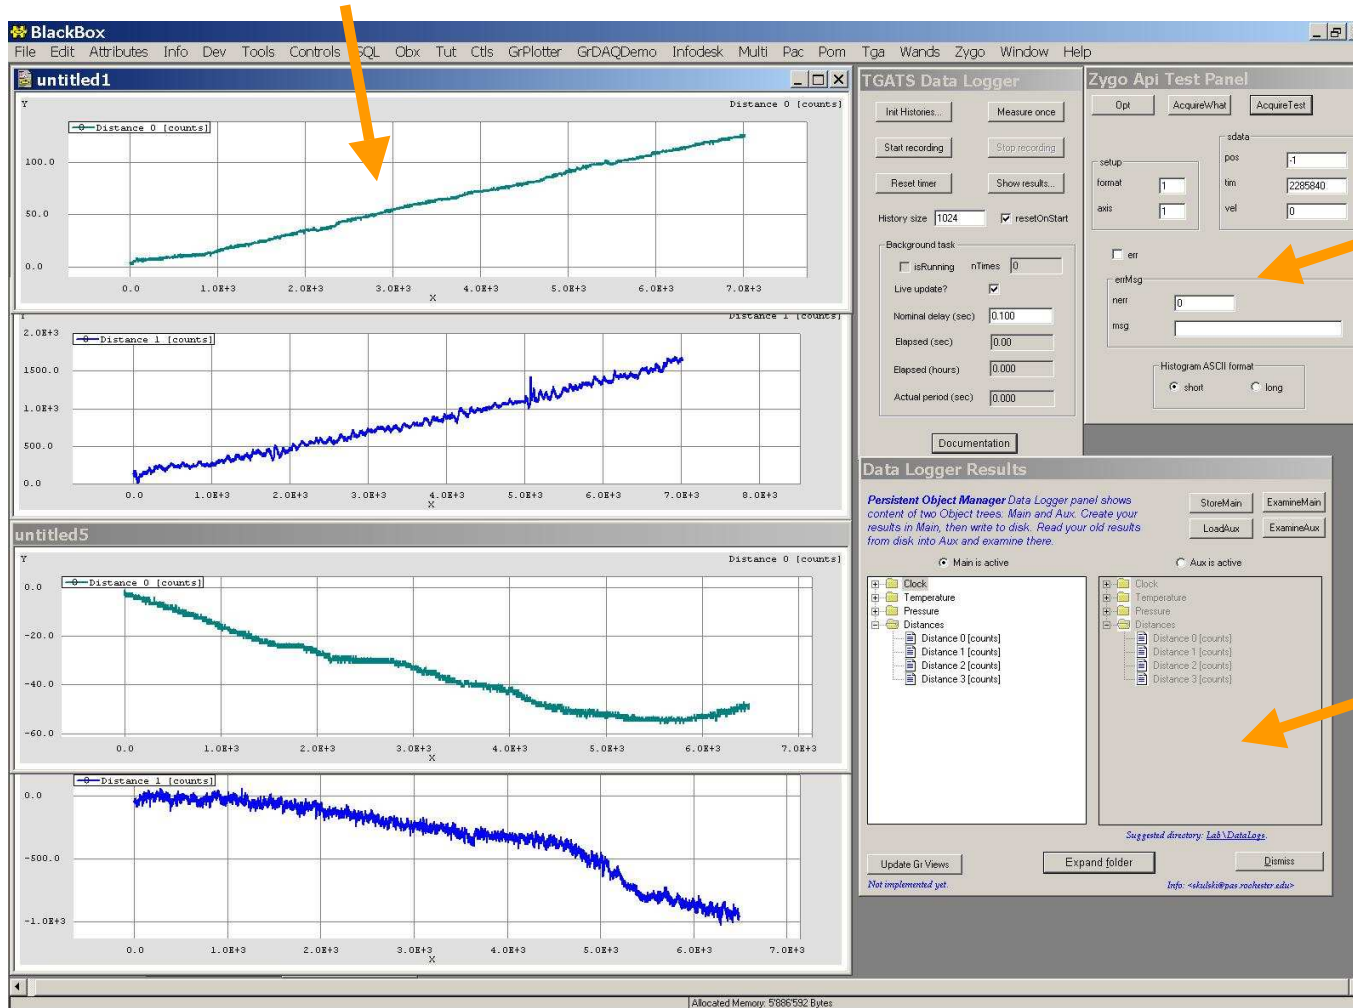 BlackBox
File Edit Attributes Info Dev Tools Controls SQL Obx Tut Ctls GrPlotter GrDAQDemo Infodesk Multi Pac Pom Tga Wands Zygo Window Help
untitled1
Y
Distance 0 [counts]
Distance 0 [counts]
100.0
50.0
0.0
0.0 1.0E+3 2.0E+3 3.0E+3 4.0E+3 5.0E+3 6.0E+3 7.0E+3
X
Distance 1 [counts]
2.0E+3
Distance 1 [counts]
1500.0
1.0E+3
500.0
0.0
0.0 1.0E+3 2.0E+3 3.0E+3 4.0E+3 5.0E+3 6.0E+3 7.0E+3 8.0E+3
X
untitled5
Y
Distance 0 [counts]
0.0
Distance 0 [counts]
-20.0
-40.0
-60.0
0.0 1.0E+3 2.0E+3 3.0E+3 4.0E+3 5.0E+3 6.0E+3 7.0E+3
X
Distance 1 [counts]
0.0
-500.0
-1.0E+3
0.0 1.0E+3 2.0E+3 3.0E+3 4.0E+3 5.0E+3 6.0E+3 7.0E+3
X
TGATS Data Logger
Init Histories... Measure once
Start recording Stop recording
Reset timer Show results...
History size 1024 resetOnStart
Background task
isRunning nTimes 0
Live update?
Nominal delay (sec) 0.100
Elapsed (sec) 0.00
Elapsed (hours) 0.000
Actual period (sec) 0.000
Documentation
Zygo Api Test Panel
Opt AcquireWhat AcquireTest
setup
format 1
axis 1
sdata
pos -1
tim 2285840
vel 0
err
errMsg
nerr 0
msg
Histogram ASCII format
short long
Data Logger Results
Persistent Object Manager Data Logger panel shows
content of two Object trees: Main and Aux. Create your
results in Main, then write to disk. Read your old results
from disk into Aux and examine there.
StoreMain ExamineMain
LoadAux ExamineAux
Main is active
Aux is active
Clock
Temperature
Pressure
Distances
Distance 0 [counts]
Distance 1 [counts]
Distance 2 [counts]
Distance 3 [counts]
Clock
Temperature
Pressure
Distances
Distance 0 [counts]
Distance 1 [counts]
Distance 2 [counts]
Distance 3 [counts]
Suggested directory: Lab\DataLogs.
Update Gr Views Expand folder Dismiss
Not implemented yet.
Info: <skulski@pas.rochester.edu>
Allocated Memory: 5'886'592 Bytes